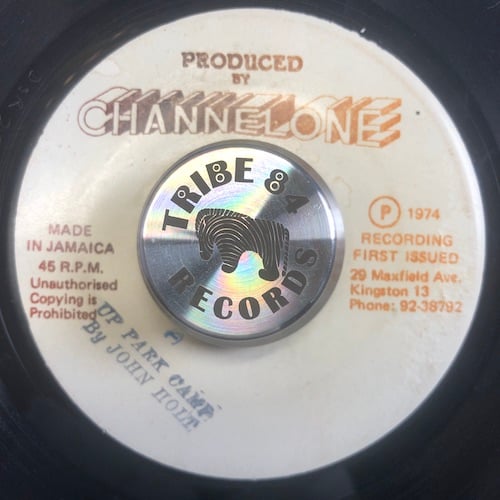 PRODUCED
BY
CHANNEL ONE
TRIBE 84
RECORDS
MADE
IN JAMAICA
45 R.P.M.
Unauthorised
Copying is
Prohibited
P 1974
RECORDING
FIRST ISSUED
29 Maxfield Ave.
Kingston 13
Phone: 92-38792
A
UP PARK CAMP
By JOHN HOLT